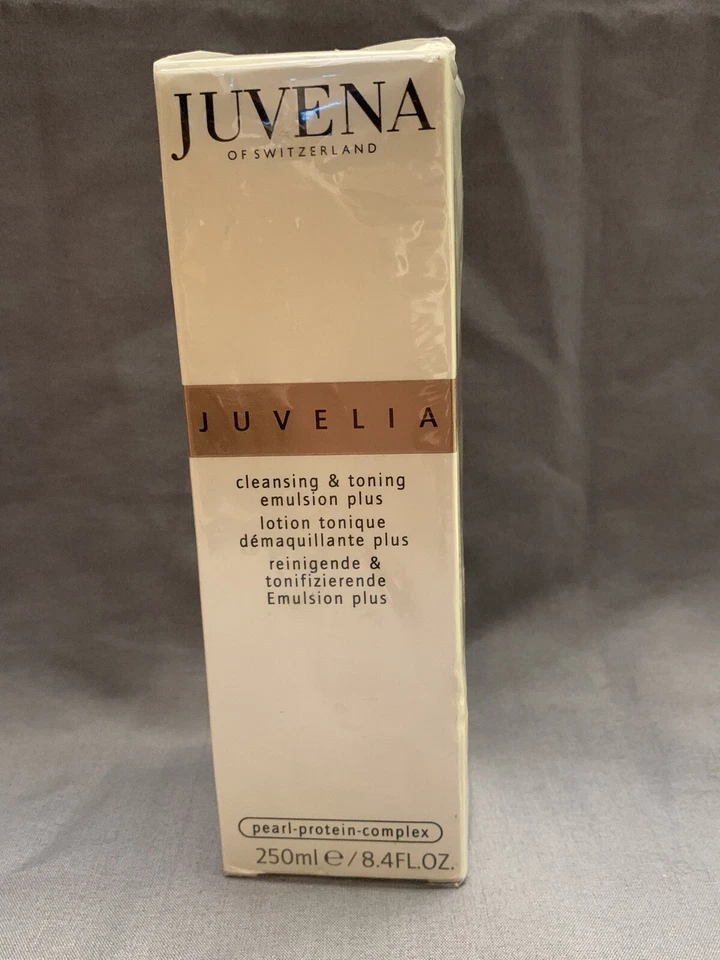 JUVENA
OF SWITZERLAND
JUVELIA
cleansing & toning
emulsion plus
lotion tonique
démaquillante plus
reinigende &
tonifizierende
Emulsion plus
pearl-protein-complex
250ml ℮ / 8.4FL.OZ.